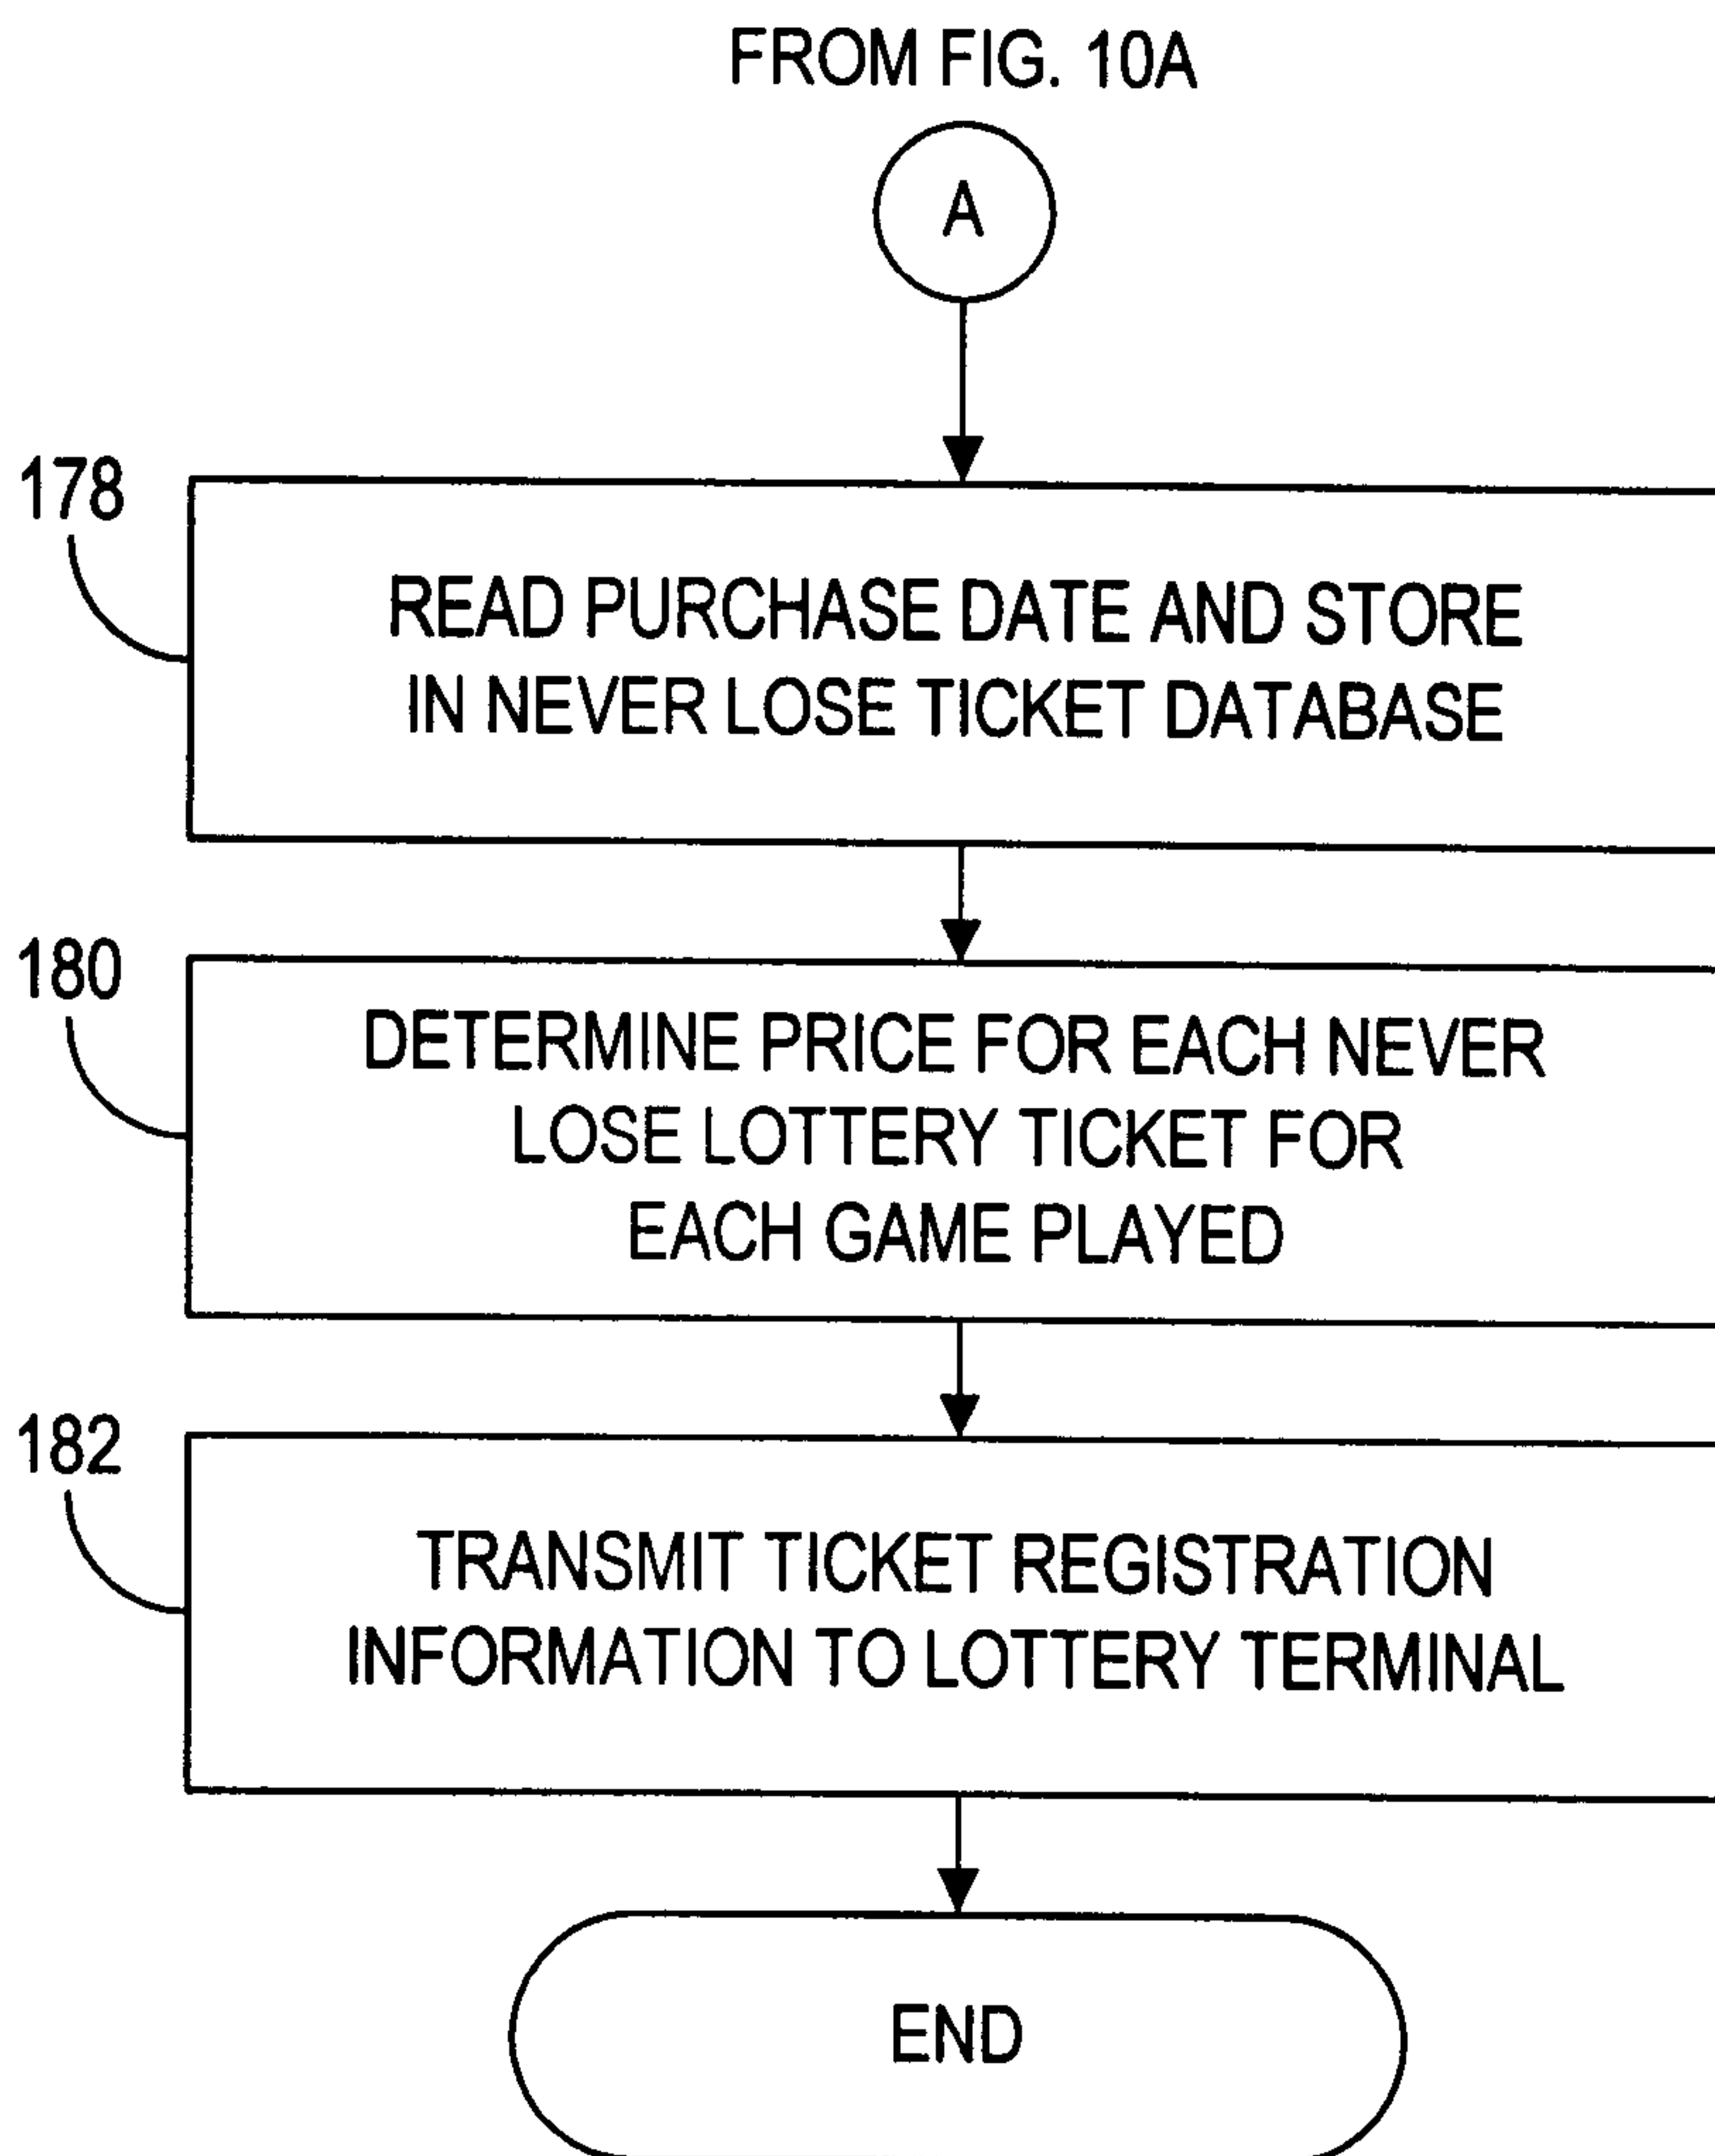 FROM FIG. 10A
A
178
READ PURCHASE DATE AND STORE
IN NEVER LOSE TICKET DATABASE
180
DETERMINE PRICE FOR EACH NEVER
LOSE LOTTERY TICKET FOR
EACH GAME PLAYED
182
TRANSMIT TICKET REGISTRATION
INFORMATION TO LOTTERY TERMINAL
END